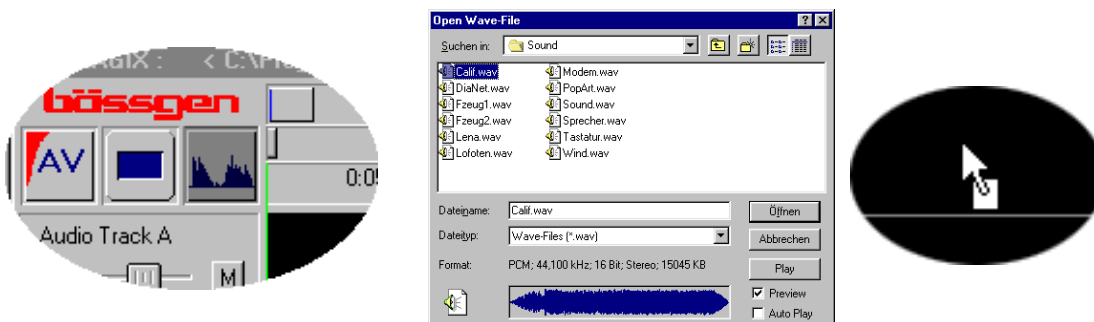 AGIX : < C:\
bössgen
AV
0:05
Audio Track A
M
Open Wave-File
Suchen in: Sound
Calif.wav Modem.wav
DiaNet.wav PopArt.wav
Fzeug1.wav Sound.wav
Fzeug2.wav Sprecher.wav
Lena.wav Tastatur.wav
Lofoten.wav Wind.wav
Dateiname: Calif.wav Öffnen
Dateityp: Wave-Files (*.wav) Abbrechen
Format: PCM; 44,100 kHz; 16 Bit; Stereo; 15045 KB Play
Preview
Auto Play